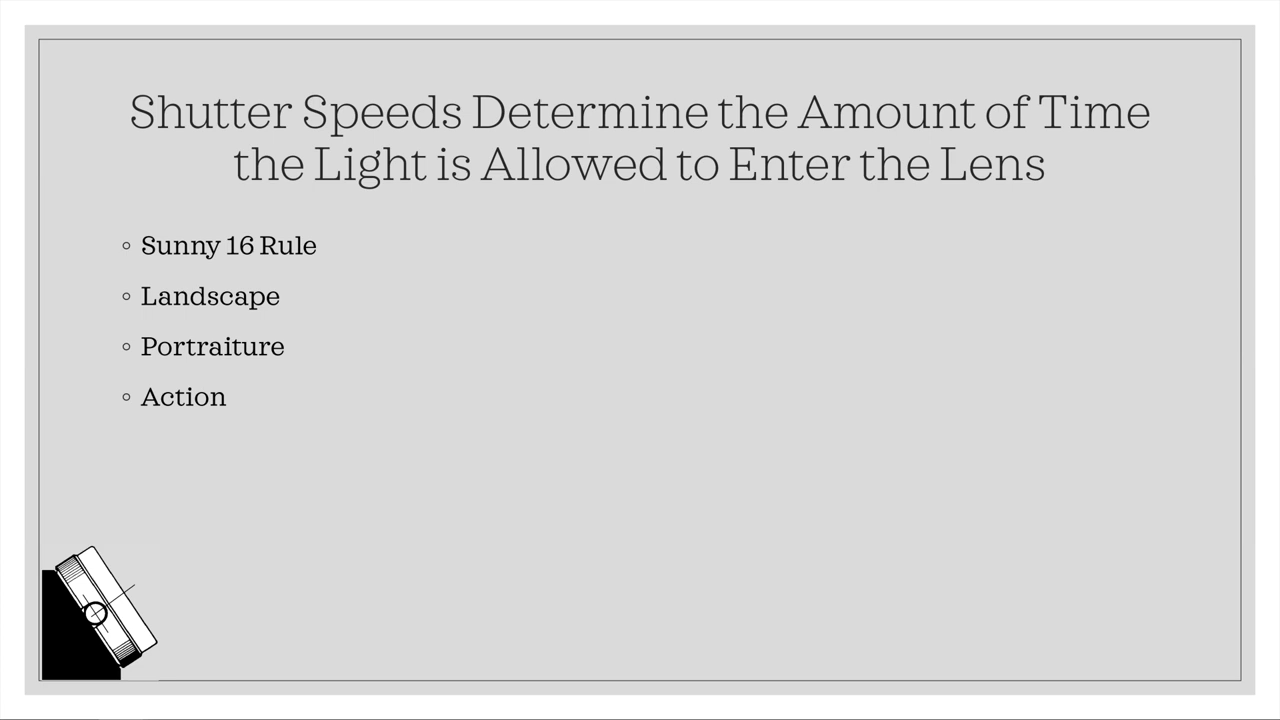 Shutter Speeds Determine the Amount of Time
the Light is Allowed to Enter the Lens
Sunny 16 Rule
Landscape
Portraiture
Action